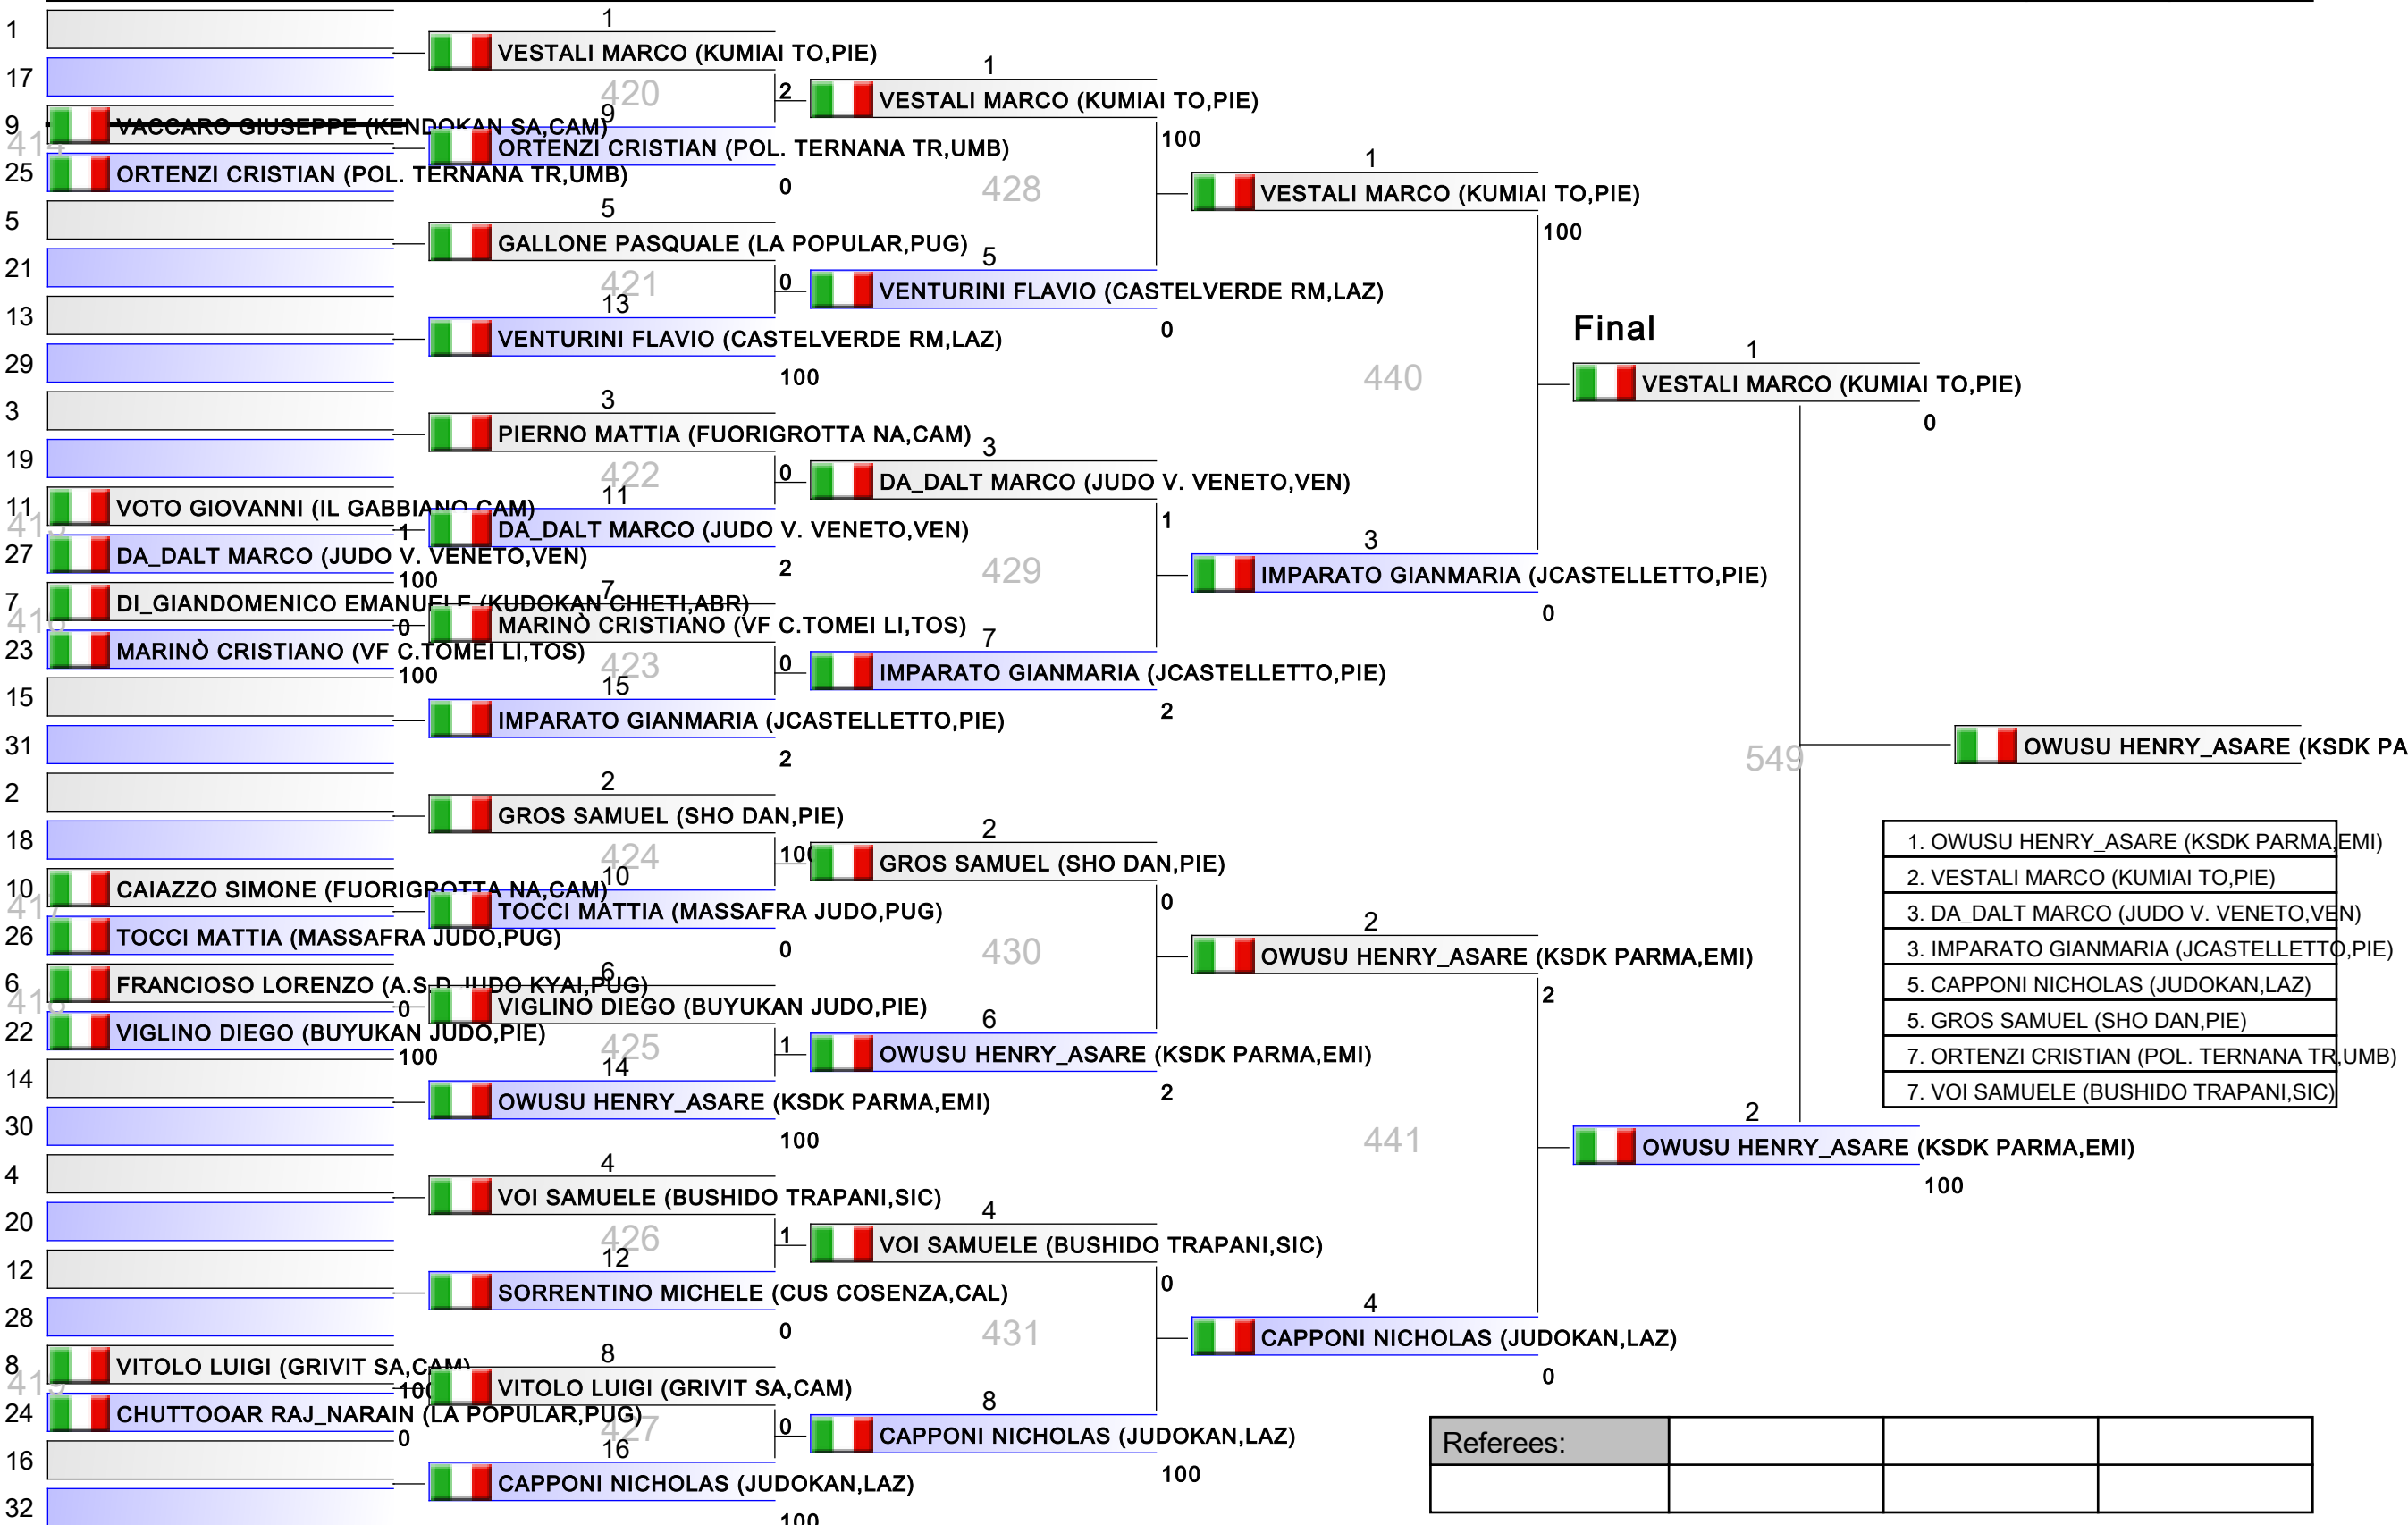 1
17
9
25
5
21
13
29
3
19
11
27
7
23
15
31
2
18
10
26
6
22
14
30
4
20
12
28
8
24
16
32
VACCARO GIUSEPPE (KENDOKAN SA,CAM)
414
ORTENZI CRISTIAN (POL. TERNANA TR,UMB)
VOTO GIOVANNI (IL GABBIANO,CAM)
1
DA_DALT MARCO (JUDO V. VENETO,VEN)
100
DI_GIANDOMENICO EMANUELE (KUDOKAN CHIETI,ABR)
0
MARINÒ CRISTIANO (VF C.TOMEI LI,TOS)
100
CAIAZZO SIMONE (FUORIGROTTA NA,CAM)
TOCCI MATTIA (MASSAFRA JUDO,PUG)
FRANCIOSO LORENZO (A.S.D JUDO KYAI,PUG)
0
VIGLINO DIEGO (BUYUKAN JUDO,PIE)
100
VITOLO LUIGI (GRIVIT SA,CAM)
100
CHUTTOOAR RAJ_NARAIN (LA POPULAR,PUG)
0
1
VESTALI MARCO (KUMIAI TO,PIE)
2
420
9
ORTENZI CRISTIAN (POL. TERNANA TR,UMB)
0
5
GALLONE PASQUALE (LA POPULAR,PUG)
0
421
13
VENTURINI FLAVIO (CASTELVERDE RM,LAZ)
100
3
PIERNO MATTIA (FUORIGROTTA NA,CAM)
0
422
11
DA_DALT MARCO (JUDO V. VENETO,VEN)
2
7
MARINÒ CRISTIANO (VF C.TOMEI LI,TOS)
0
423
15
IMPARATO GIANMARIA (JCASTELLETTO,PIE)
2
2
GROS SAMUEL (SHO DAN,PIE)
100
424
10
TOCCI MATTIA (MASSAFRA JUDO,PUG)
0
6
VIGLINO DIEGO (BUYUKAN JUDO,PIE)
1
425
14
OWUSU HENRY_ASARE (KSDK PARMA,EMI)
100
4
VOI SAMUELE (BUSHIDO TRAPANI,SIC)
1
426
12
SORRENTINO MICHELE (CUS COSENZA,CAL)
0
8
VITOLO LUIGI (GRIVIT SA,CAM)
0
427
16
CAPPONI NICHOLAS (JUDOKAN,LAZ)
100
1
VESTALI MARCO (KUMIAI TO,PIE)
100
428
5
VENTURINI FLAVIO (CASTELVERDE RM,LAZ)
0
3
DA_DALT MARCO (JUDO V. VENETO,VEN)
1
429
7
IMPARATO GIANMARIA (JCASTELLETTO,PIE)
2
2
GROS SAMUEL (SHO DAN,PIE)
0
430
6
OWUSU HENRY_ASARE (KSDK PARMA,EMI)
2
4
VOI SAMUELE (BUSHIDO TRAPANI,SIC)
0
431
8
CAPPONI NICHOLAS (JUDOKAN,LAZ)
100
1
VESTALI MARCO (KUMIAI TO,PIE)
100
440
3
IMPARATO GIANMARIA (JCASTELLETTO,PIE)
0
2
OWUSU HENRY_ASARE (KSDK PARMA,EMI)
2
441
4
CAPPONI NICHOLAS (JUDOKAN,LAZ)
0
Final
1
VESTALI MARCO (KUMIAI TO,PIE)
0
549
2
OWUSU HENRY_ASARE (KSDK PARMA,EMI)
100
OWUSU HENRY_ASARE (KSDK PA
1. OWUSU HENRY_ASARE (KSDK PARMA,EMI)
2. VESTALI MARCO (KUMIAI TO,PIE)
3. DA_DALT MARCO (JUDO V. VENETO,VEN)
3. IMPARATO GIANMARIA (JCASTELLETTO,PIE)
5. CAPPONI NICHOLAS (JUDOKAN,LAZ)
5. GROS SAMUEL (SHO DAN,PIE)
7. ORTENZI CRISTIAN (POL. TERNANA TR,UMB)
7. VOI SAMUELE (BUSHIDO TRAPANI,SIC)
Referees: